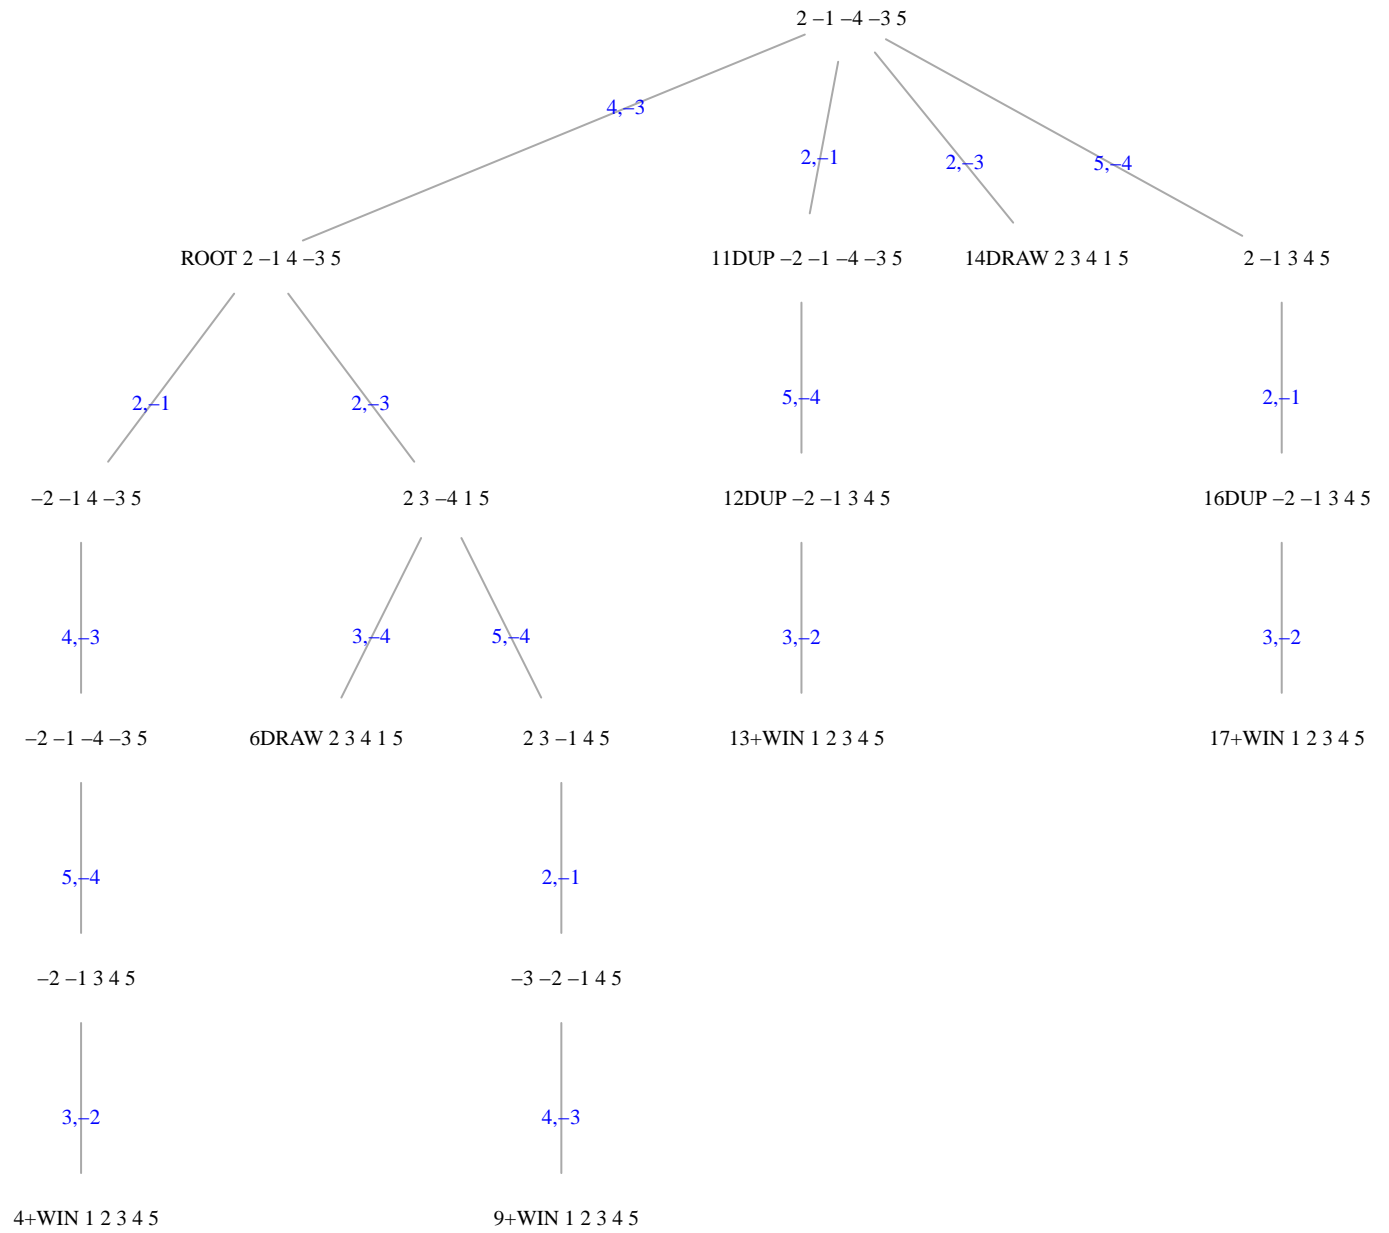 2 –1 –4 –3 5
4,–3
2,–1
2,–3
5,–4
ROOT 2 –1 4 –3 5
11DUP –2 –1 –4 –3 5
14DRAW 2 3 4 1 5
2 –1 3 4 5
2,–1
2,–3
5,–4
2,–1
–2 –1 4 –3 5
2 3 –4 1 5
12DUP –2 –1 3 4 5
16DUP –2 –1 3 4 5
4,–3
3,–4
5,–4
3,–2
3,–2
–2 –1 –4 –3 5
6DRAW 2 3 4 1 5
2 3 –1 4 5
13+WIN 1 2 3 4 5
17+WIN 1 2 3 4 5
5,–4
2,–1
–2 –1 3 4 5
–3 –2 –1 4 5
3,–2
4,–3
4+WIN 1 2 3 4 5
9+WIN 1 2 3 4 5